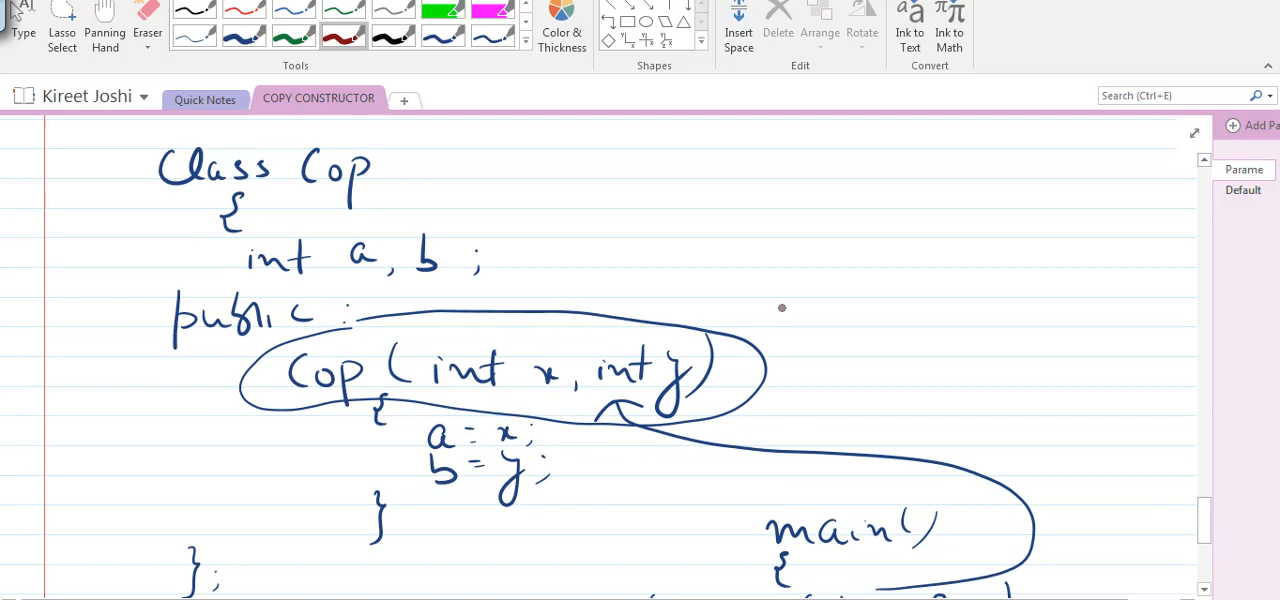 Type
Lasso Select
Panning Hand
Eraser
Color & Thickness
Insert Space
Delete
Arrange
Rotate
Ink to Text
Ink to Math
Tools
Shapes
Edit
Convert
Kireet Joshi
Quick Notes
COPY CONSTRUCTOR
Search (Ctrl+E)
Add Pa
Parame
Default
Class Cop
{
int a, b ;
public :
Cop ( int x, int y)
{
a = x;
b = y;
}
main()
{
};